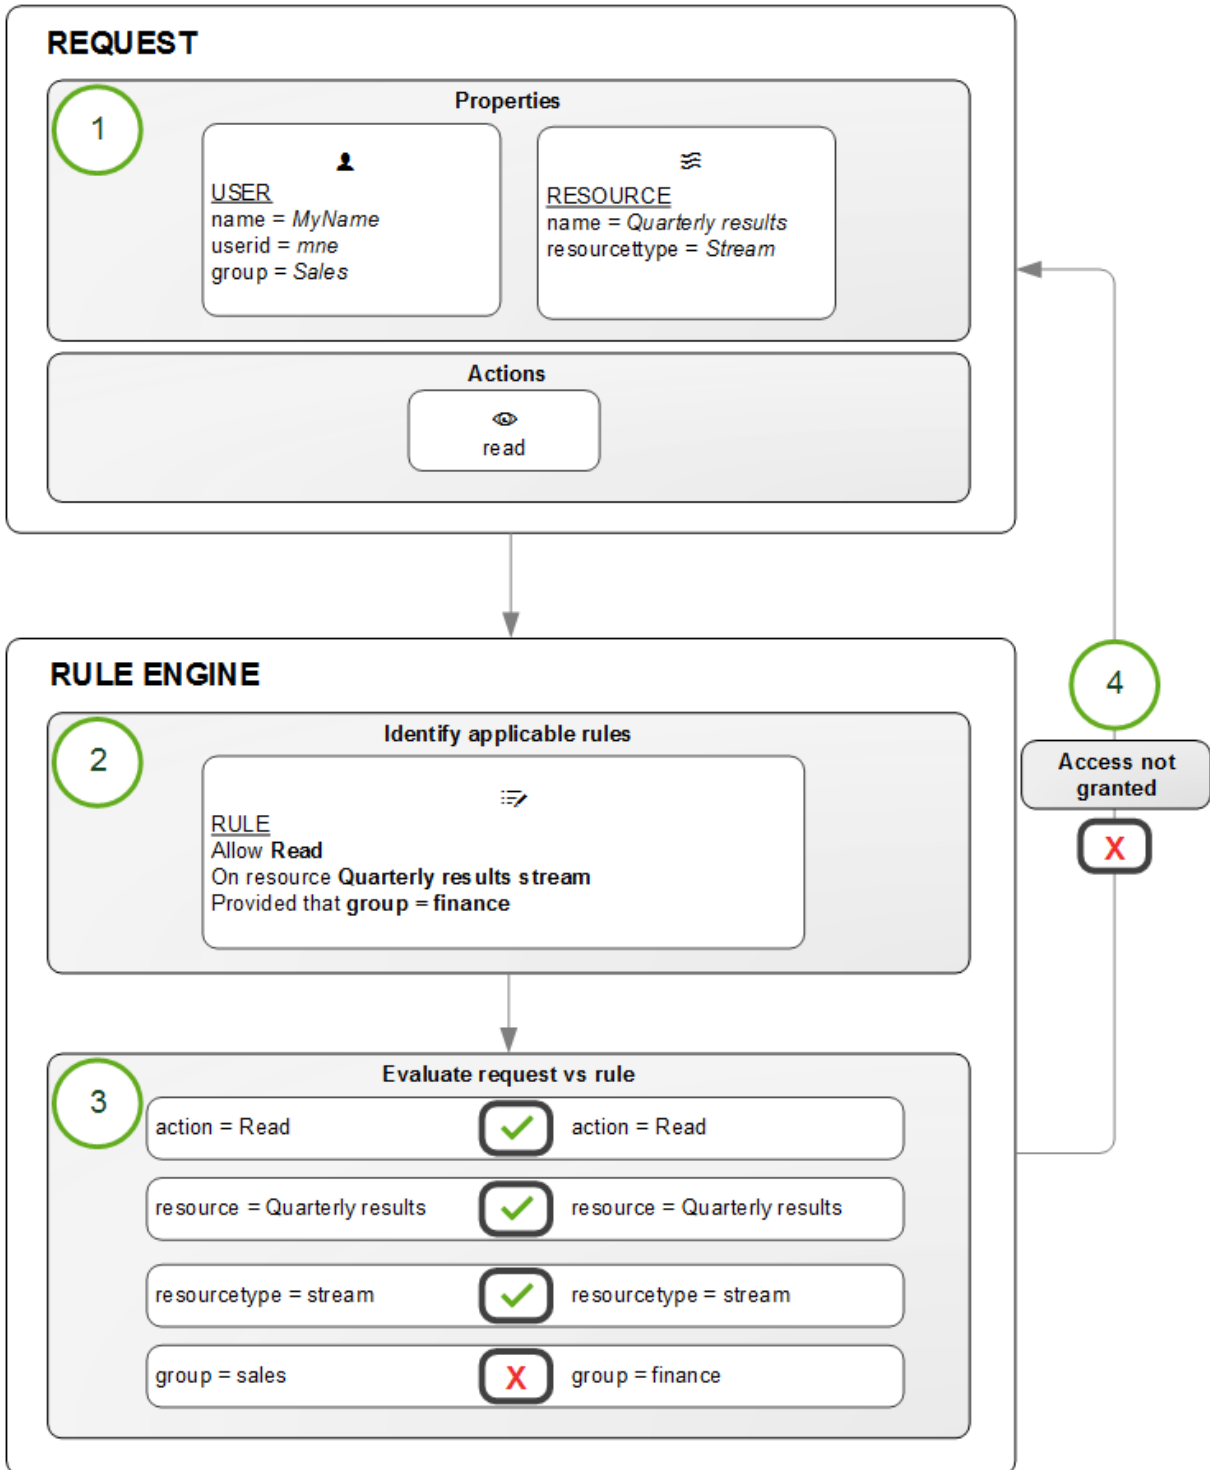 REQUEST
1
Properties
USER
name = MyName
userid = mne
group = Sales
RESOURCE
name = Quarterly results
resourcettype = Stream
Actions
read
RULE ENGINE
2
Identify applicable rules
RULE
Allow Read
On resource Quarterly results stream
Provided that group = finance
4
Access not
granted
X
3
Evaluate request vs rule
action = Read action = Read
resource = Quarterly results resource = Quarterly results
resourcetype = stream resourcetype = stream
group = sales X group = finance